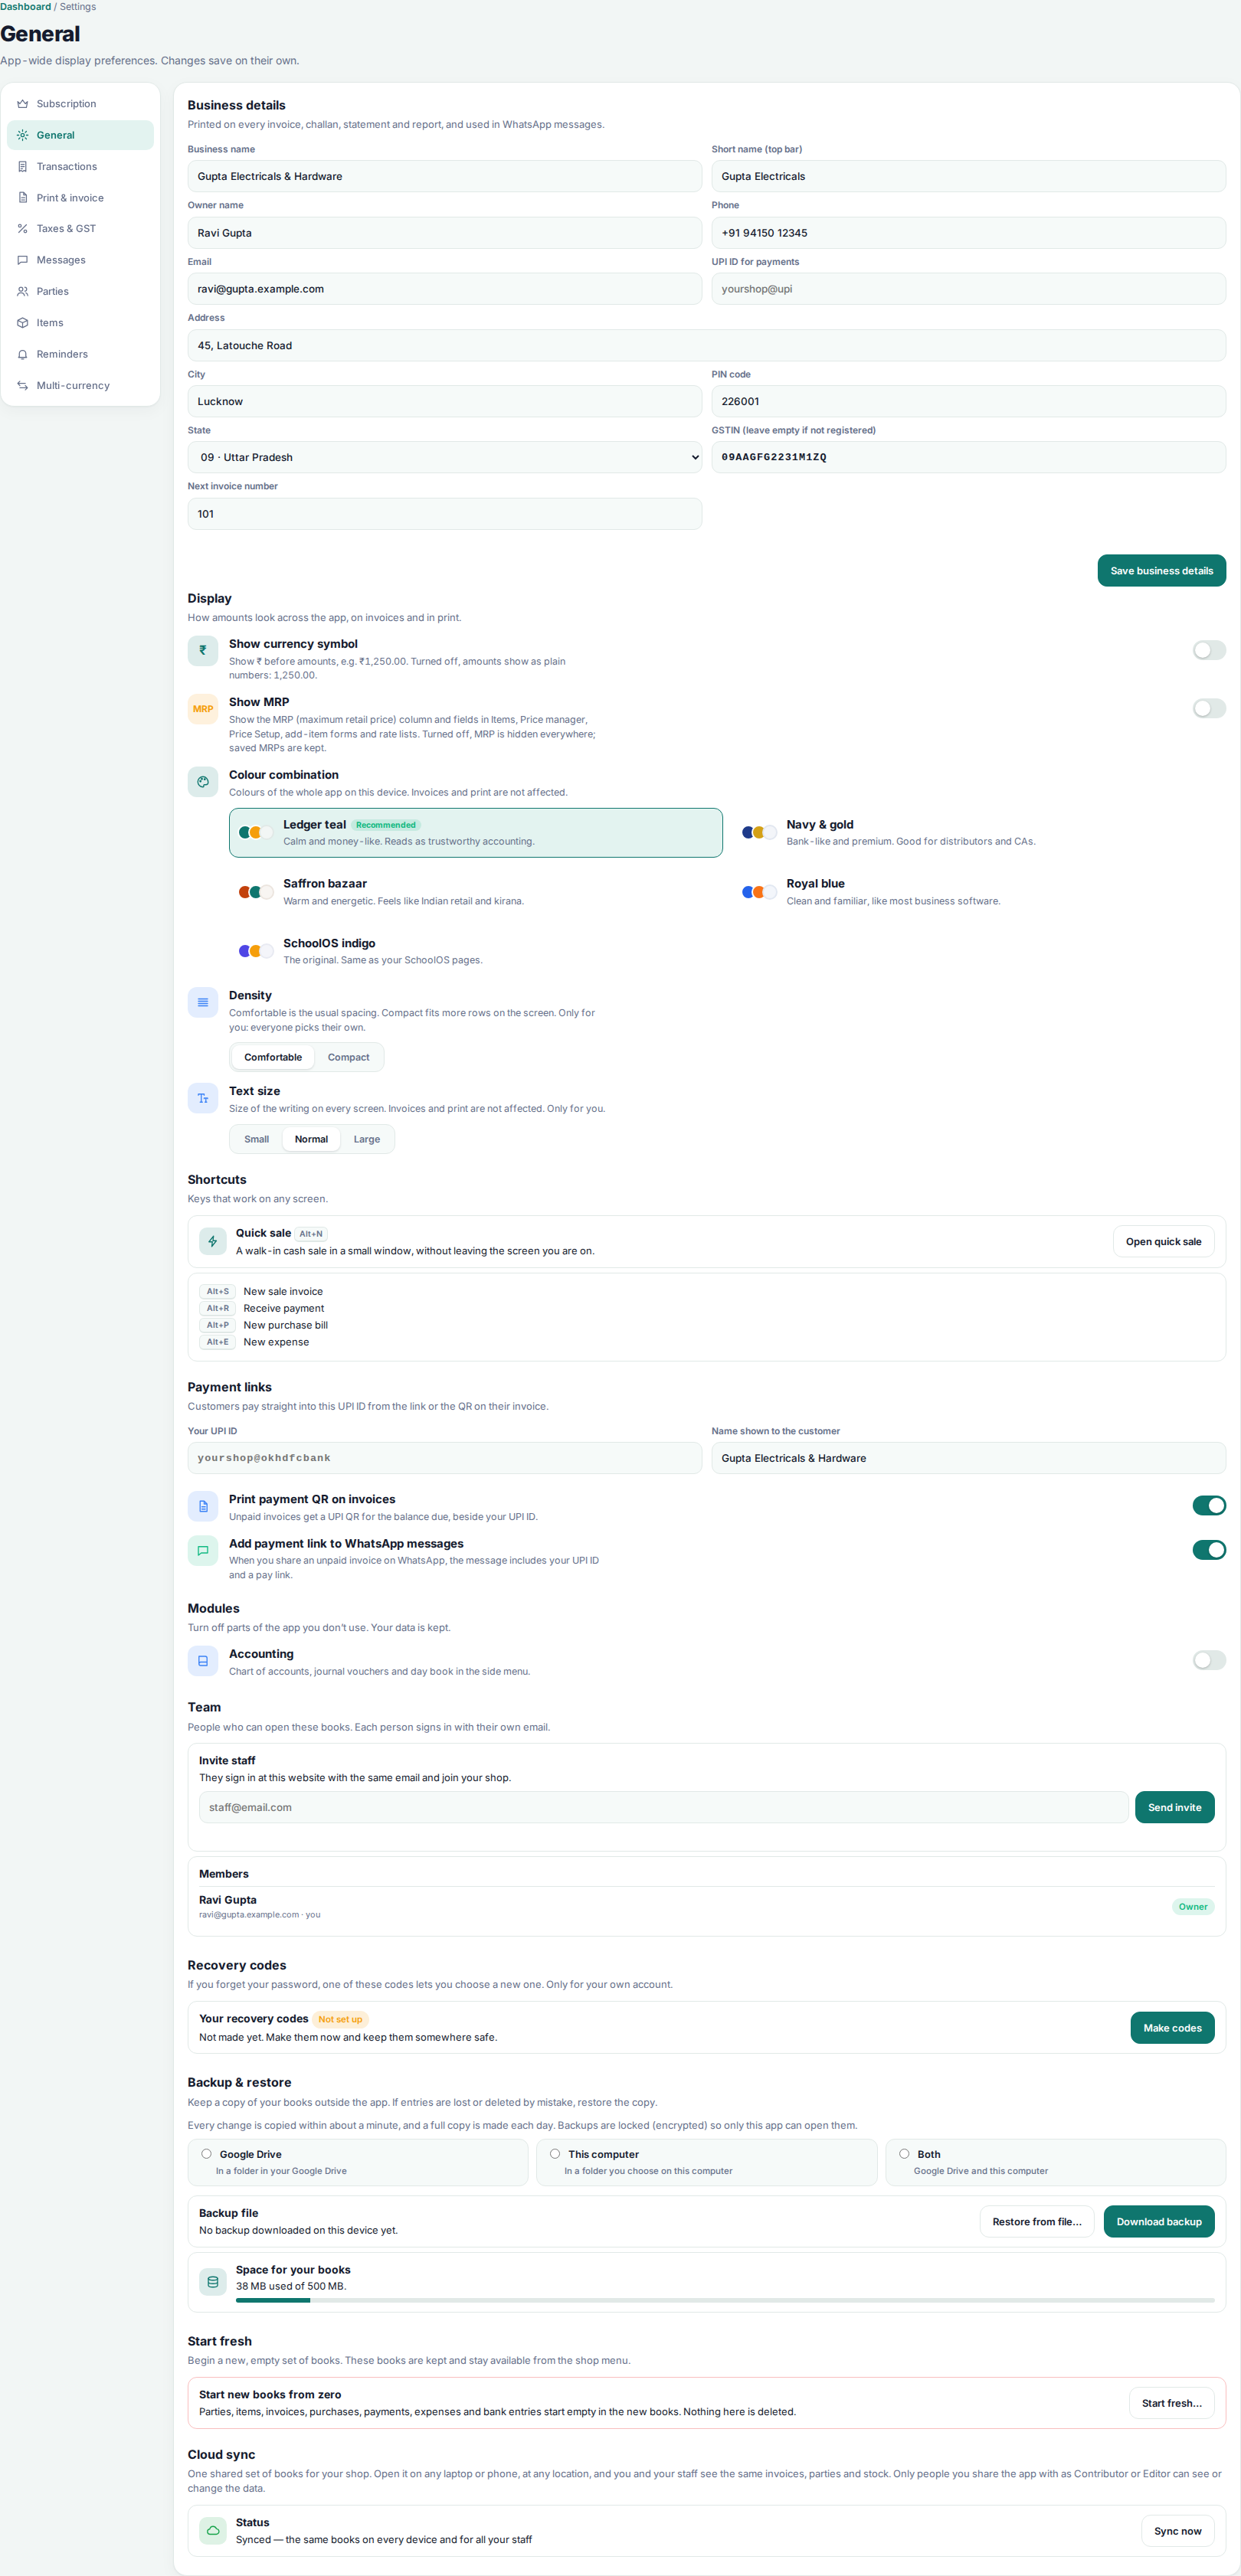 Dashboard / Settings
General
App-wide display preferences. Changes save on their own.
Subscription
General
Transactions
Print & invoice
Taxes & GST
Messages
Parties
Items
Reminders
Multi-currency
Business details
Printed on every invoice, challan, statement and report, and used in WhatsApp messages.
Business name
Gupta Electricals & Hardware
Short name (top bar)
Gupta Electricals
Owner name
Ravi Gupta
Phone
+91 94150 12345
Email
ravi@gupta.example.com
UPI ID for payments
yourshop@upi
Address
45, Latouche Road
City
Lucknow
PIN code
226001
State
09 · Uttar Pradesh
GSTIN (leave empty if not registered)
09AAGFG2231M1ZQ
Next invoice number
101
Save business details
Display
How amounts look across the app, on invoices and in print.
₹
Show currency symbol
Show ₹ before amounts, e.g. ₹1,250.00. Turned off, amounts show as plain
numbers: 1,250.00.
MRP
Show MRP
Show the MRP (maximum retail price) column and fields in Items, Price manager,
Price Setup, add-item forms and rate lists. Turned off, MRP is hidden everywhere;
saved MRPs are kept.
Colour combination
Colours of the whole app on this device. Invoices and print are not affected.
Ledger teal Recommended
Calm and money-like. Reads as trustworthy accounting.
Navy & gold
Bank-like and premium. Good for distributors and CAs.
Saffron bazaar
Warm and energetic. Feels like Indian retail and kirana.
Royal blue
Clean and familiar, like most business software.
SchoolOS indigo
The original. Same as your SchoolOS pages.
Density
Comfortable is the usual spacing. Compact fits more rows on the screen. Only for
you: everyone picks their own.
Comfortable Compact
Tт
Text size
Size of the writing on every screen. Invoices and print are not affected. Only for you.
Small Normal Large
Shortcuts
Keys that work on any screen.
Quick sale Alt+N
A walk-in cash sale in a small window, without leaving the screen you are on.
Open quick sale
Alt+S New sale invoice
Alt+R Receive payment
Alt+P New purchase bill
Alt+E New expense
Payment links
Customers pay straight into this UPI ID from the link or the QR on their invoice.
Your UPI ID
yourshop@okhdfcbank
Name shown to the customer
Gupta Electricals & Hardware
Print payment QR on invoices
Unpaid invoices get a UPI QR for the balance due, beside your UPI ID.
Add payment link to WhatsApp messages
When you share an unpaid invoice on WhatsApp, the message includes your UPI ID
and a pay link.
Modules
Turn off parts of the app you don't use. Your data is kept.
Accounting
Chart of accounts, journal vouchers and day book in the side menu.
Team
People who can open these books. Each person signs in with their own email.
Invite staff
They sign in at this website with the same email and join your shop.
staff@email.com
Send invite
Members
Ravi Gupta
ravi@gupta.example.com · you
Owner
Recovery codes
If you forget your password, one of these codes lets you choose a new one. Only for your own account.
Your recovery codes Not set up
Not made yet. Make them now and keep them somewhere safe.
Make codes
Backup & restore
Keep a copy of your books outside the app. If entries are lost or deleted by mistake, restore the copy.
Every change is copied within about a minute, and a full copy is made each day. Backups are locked (encrypted) so only this app can open them.
Google Drive
In a folder in your Google Drive
This computer
In a folder you choose on this computer
Both
Google Drive and this computer
Backup file
No backup downloaded on this device yet.
Restore from file...
Download backup
Space for your books
38 MB used of 500 MB.
Start fresh
Begin a new, empty set of books. These books are kept and stay available from the shop menu.
Start new books from zero
Parties, items, invoices, purchases, payments, expenses and bank entries start empty in the new books. Nothing here is deleted.
Start fresh...
Cloud sync
One shared set of books for your shop. Open it on any laptop or phone, at any location, and you and your staff see the same invoices, parties and stock. Only people you share the app with as Contributor or Editor can see or
change the data.
Status
Synced — the same books on every device and for all your staff
Sync now